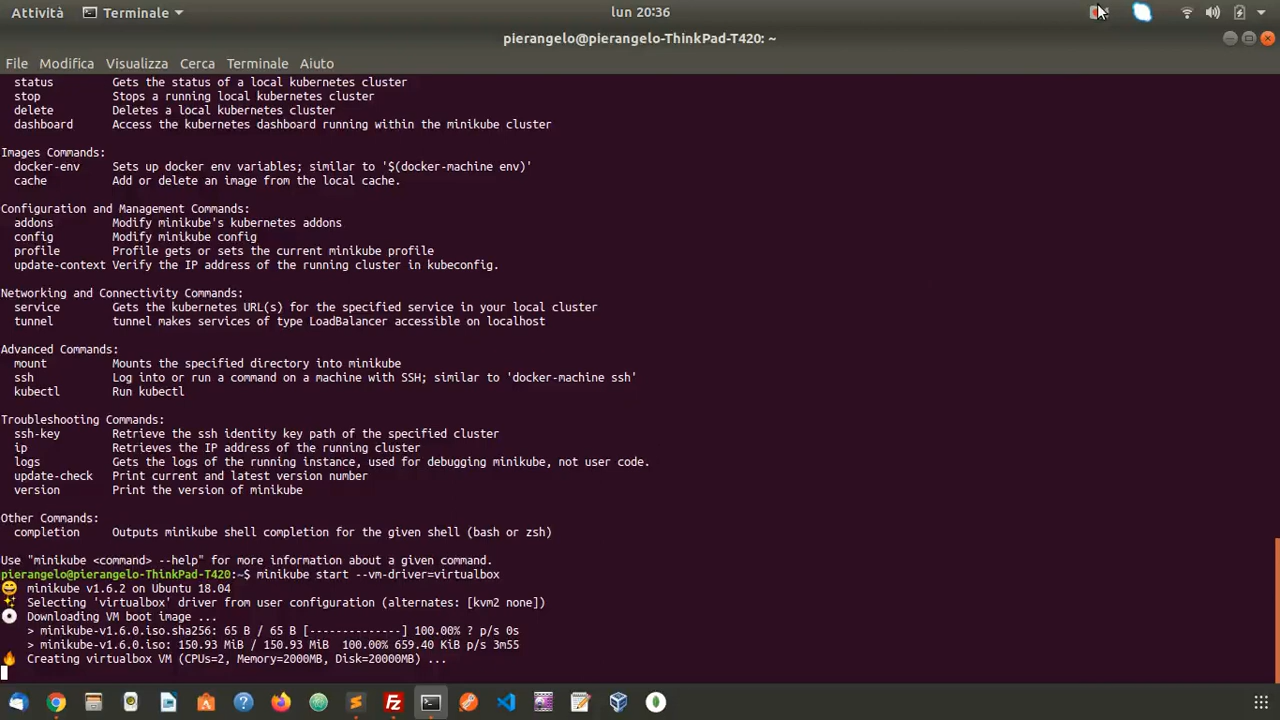 Attività Terminale lun 20:36
pierangelo@pierangelo-ThinkPad-T420: ~
File Modifica Visualizza Cerca Terminale Aiuto
status Gets the status of a local kubernetes cluster
stop Stops a running local kubernetes cluster
delete Deletes a local kubernetes cluster
dashboard Access the kubernetes dashboard running within the minikube cluster
Images Commands:
docker-env Sets up docker env variables; similar to '$(docker-machine env)'
cache Add or delete an image from the local cache.
Configuration and Management Commands:
addons Modify minikube's kubernetes addons
config Modify minikube config
profile Profile gets or sets the current minikube profile
update-context Verify the IP address of the running cluster in kubeconfig.
Networking and Connectivity Commands:
service Gets the kubernetes URL(s) for the specified service in your local cluster
tunnel tunnel makes services of type LoadBalancer accessible on localhost
Advanced Commands:
mount Mounts the specified directory into minikube
ssh Log into or run a command on a machine with SSH; similar to 'docker-machine ssh'
kubectl Run kubectl
Troubleshooting Commands:
ssh-key Retrieve the ssh identity key path of the specified cluster
ip Retrieves the IP address of the running cluster
logs Gets the logs of the running instance, used for debugging minikube, not user code.
update-check Print current and latest version number
version Print the version of minikube
Other Commands:
completion Outputs minikube shell completion for the given shell (bash or zsh)
Use "minikube <command> --help" for more information about a given command.
pierangelo@pierangelo-ThinkPad-T420:~$ minikube start --vm-driver=virtualbox
minikube v1.6.2 on Ubuntu 18.04
Selecting 'virtualbox' driver from user configuration (alternates: [kvm2 none])
Downloading VM boot image ...
> minikube-v1.6.0.iso.sha256: 65 B / 65 B [--------------] 100.00% ? p/s 0s
> minikube-v1.6.0.iso: 150.93 MiB / 150.93 MiB 100.00% 659.40 KiB p/s 3m55
Creating virtualbox VM (CPUs=2, Memory=2000MB, Disk=20000MB) ...